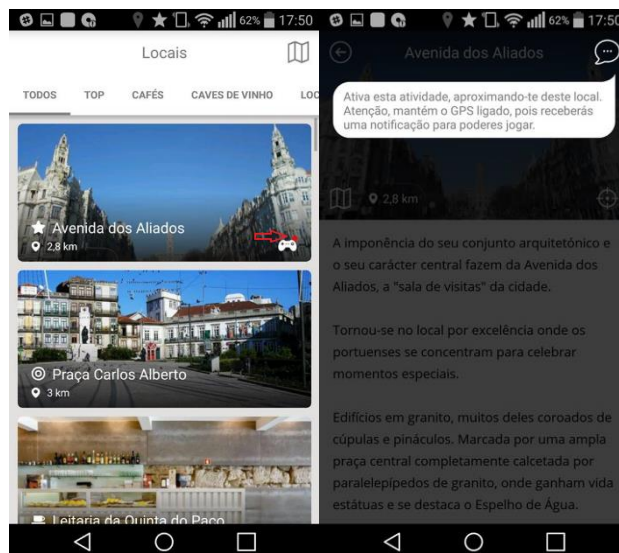 62% 17:50
Locais
TODOS TOP CAFÉS CAVES DE VINHO LOC
Avenida dos Aliados
2,8 km
Praça Carlos Alberto
3 km
Leitaria da Quinta do Paço
62% 17:50
Avenida dos Aliados
Ativa esta atividade, aproximando-te deste local.
Atenção, mantém o GPS ligado, pois receberás
uma notificação para poderes jogar.
2,8 km
A imponência do seu conjunto arquitetónico e
o seu carácter central fazem da Avenida dos
Aliados, a "sala de visitas" da cidade.
Tornou-se no local por excelência onde os
portuenses se concentram para celebrar
momentos especiais.
Edifícios em granito, muitos deles coroados de
cúpulas e pináculos. Marcada por uma ampla
praça central completamente calcetada por
paralelepípedos de granito, onde ganham vida
estátuas e se destaca o Espelho de Água.